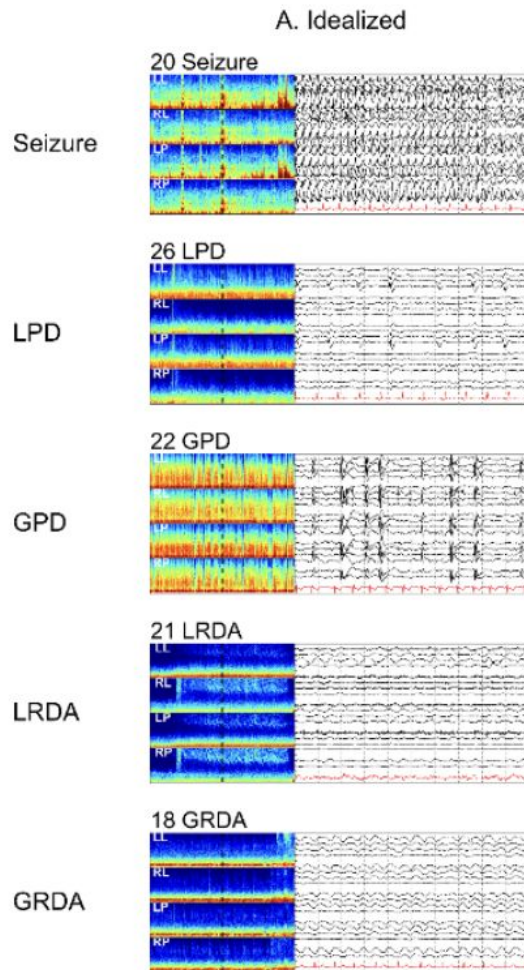 A. Idealized
20 Seizure
Seizure
LL
RL
LP
RP
26 LPD
LPD
LL
RL
LP
RP
22 GPD
GPD
LL
RL
LP
RP
21 LRDA
LRDA
LL
RL
LP
RP
18 GRDA
GRDA
LL
RL
LP
RP